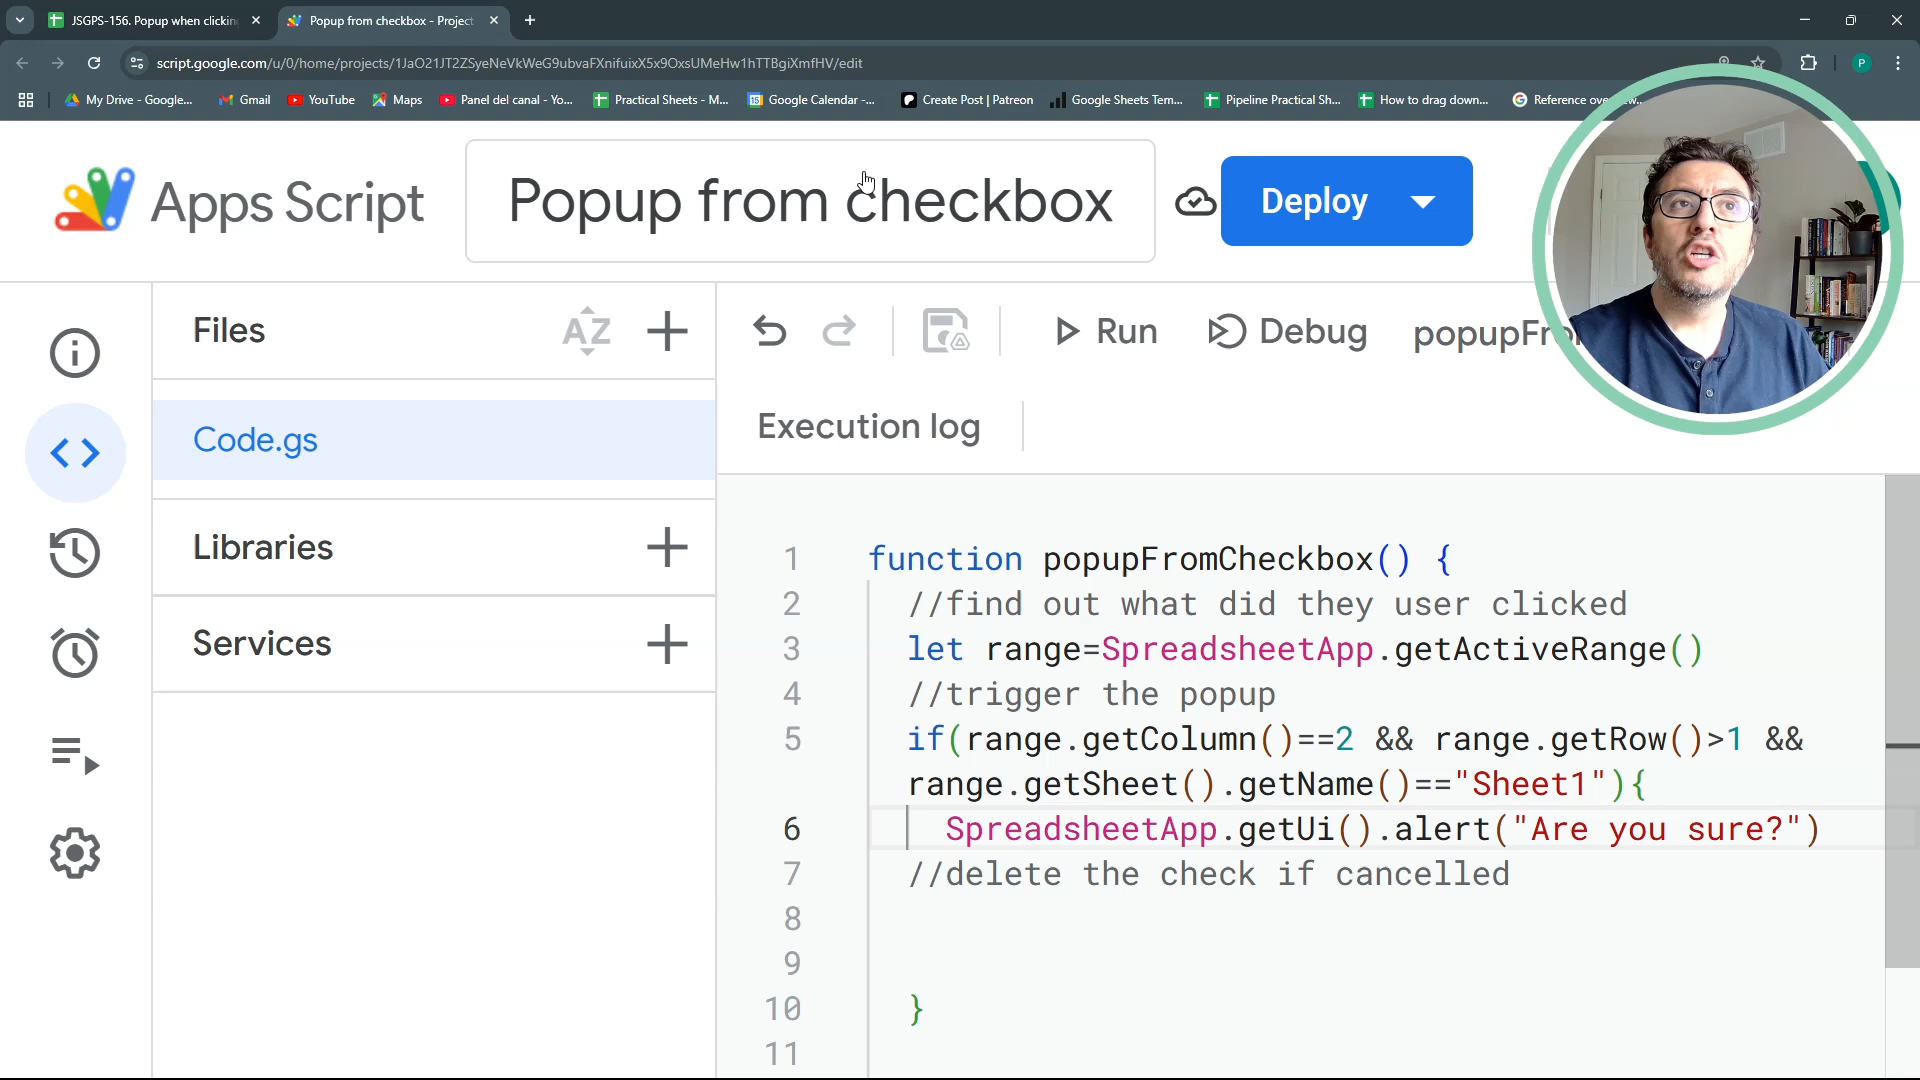 JSGPS-156. Popup when clickin
Popup from checkbox - Project
script.google.com/u/0/home/projects/1JaO21JT2ZSyeNeVkWeG9ubvaFXnifuixX5x9OxsUMeHw1hTTBgiXmfHV/edit
P
My Drive - Google...
Gmail
YouTube
Maps
Panel del canal - Yo...
Practical Sheets - M...
Google Calendar -...
Create Post | Patreon
Google Sheets Tem...
Pipeline Practical Sh...
How to drag down...
Apps Script
Popup from checkbox
Deploy
Files
AZ
Run
Debug
Execution log
Code.gs
Libraries
Services
1 function popupFromCheckbox() {
2 //find out what did they user clicked
3 let range=SpreadsheetApp.getActiveRange()
4 //trigger the popup
5 if(range.getColumn()==2 && range.getRow()>1 &&
range.getSheet().getName()=="Sheet1"){
6 SpreadsheetApp.getUi().alert("Are you sure?")
7 //delete the check if cancelled
8
9
10 }
11